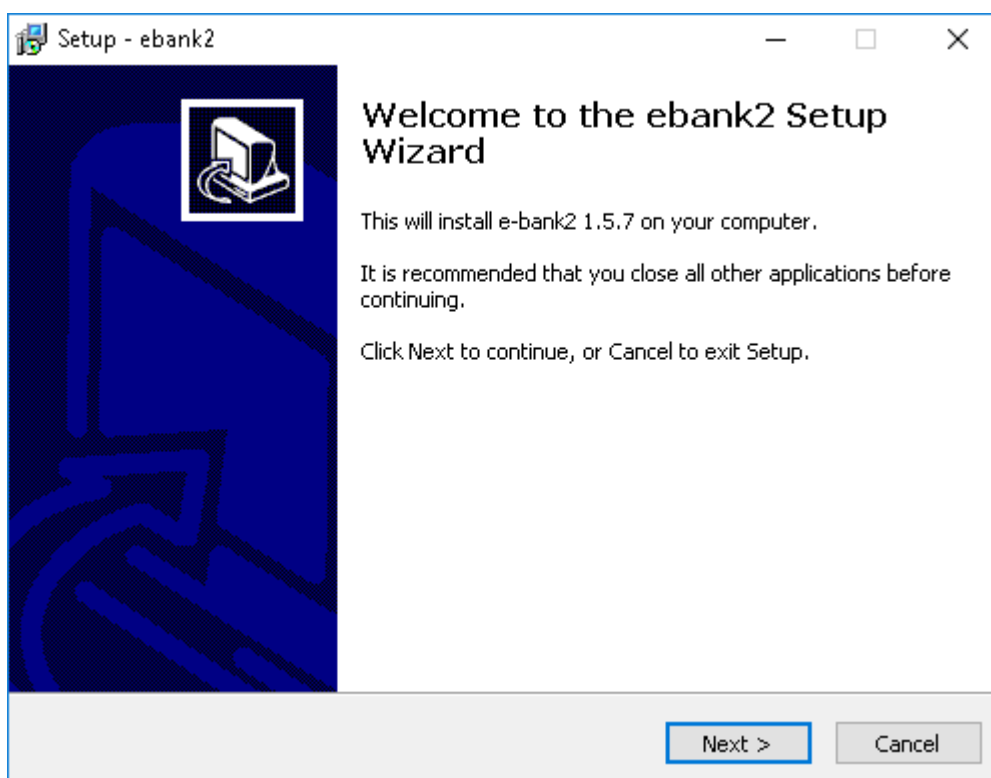 Setup - ebank2
Welcome to the ebank2 Setup
Wizard
This will install e-bank2 1.5.7 on your computer.
It is recommended that you close all other applications before
continuing.
Click Next to continue, or Cancel to exit Setup.
Next >
Cancel